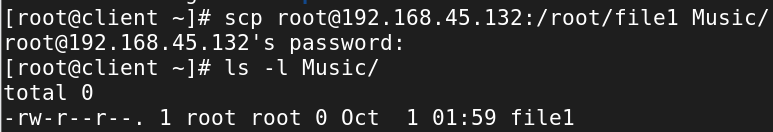 [root@client ~]# scp root@192.168.45.132:/root/file1 Music/
root@192.168.45.132's password:
[root@client ~]# ls -l Music/
total 0
-rw-r--r--. 1 root root 0 Oct  1 01:59 file1